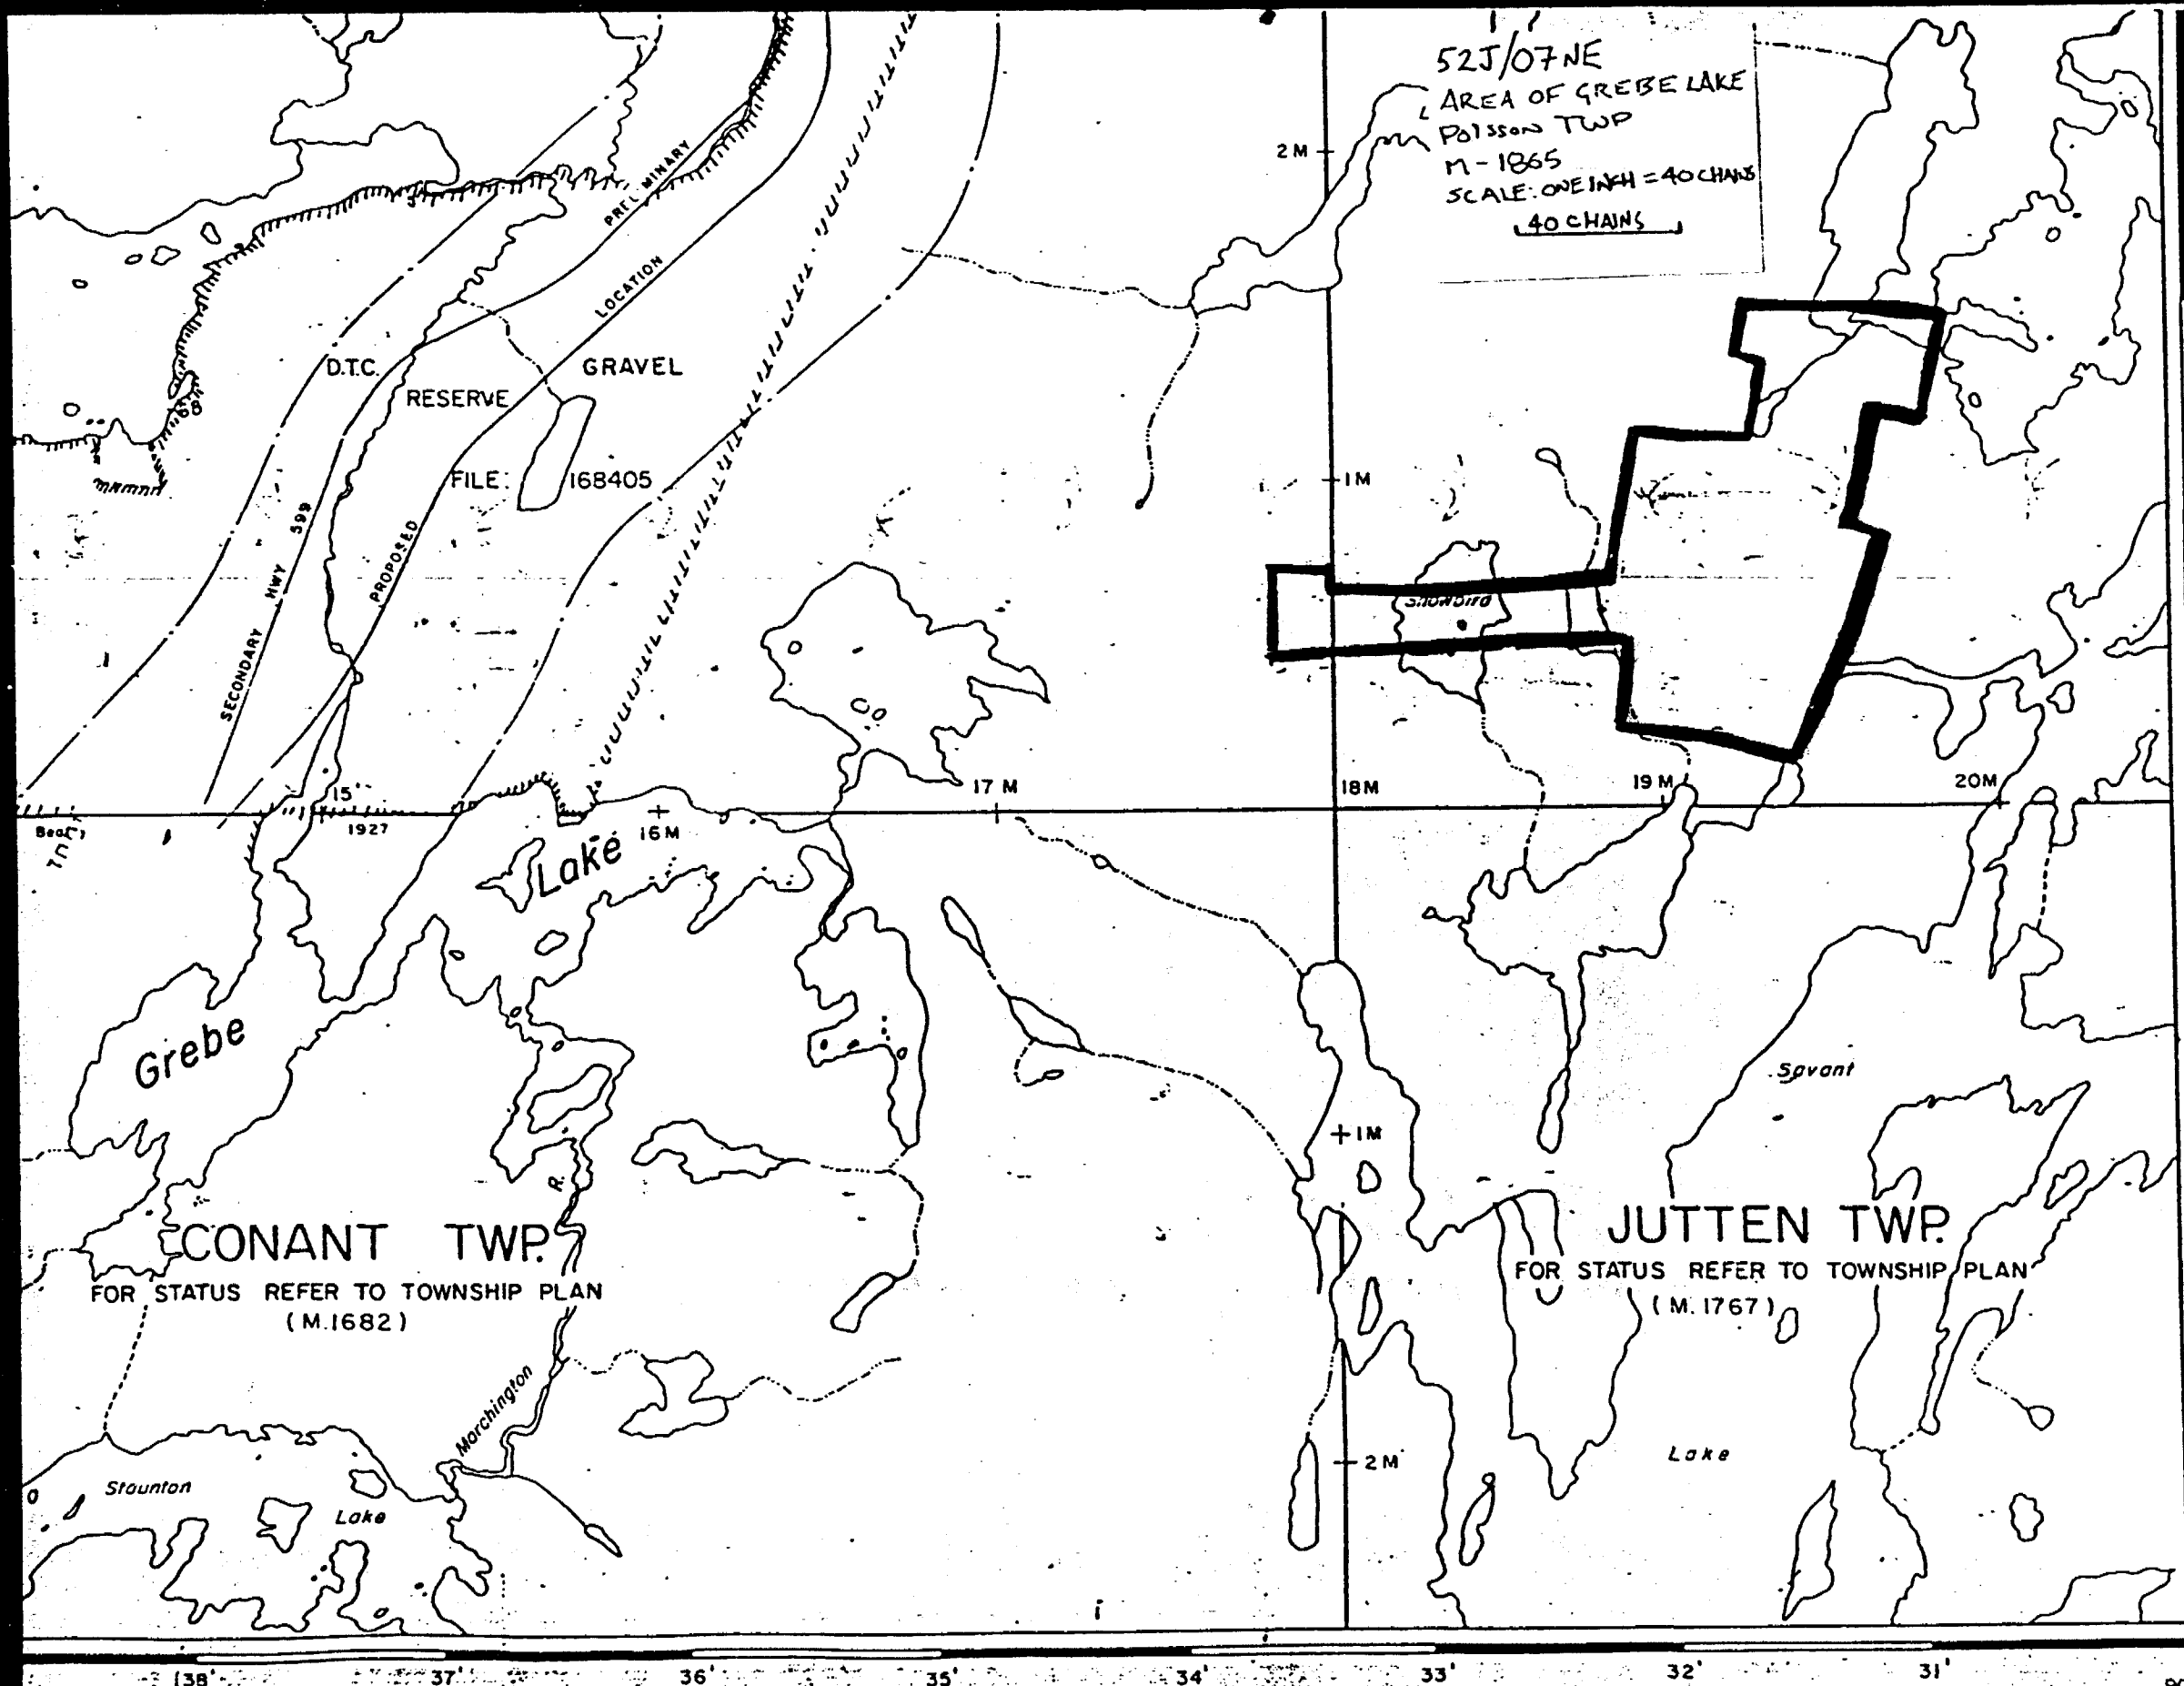 52J/07NE
AREA OF GREBE LAKE
POISSON TWP
M-1865
SCALE: ONE INCH = 40 CHAINS
40 CHAINS
2M
PRELIMINARY
LOCATION
D.T.C.
GRAVEL
RESERVE
68
FILE: 168405
1M
SECONDARY HWY 599
PROPOSED
Snowbird
15
1927
16M
17 M
18M
19 M
20M
Lake
Grebe
Savant
1M
R.
CONANT TWP.
FOR STATUS REFER TO TOWNSHIP PLAN
(M.1682)
JUTTEN TWP.
FOR STATUS REFER TO TOWNSHIP PLAN
(M.1767)
Marchington
Staunton
Lake
Lake
2M
138'
37'
36'
35'
34'
33'
32'
31'